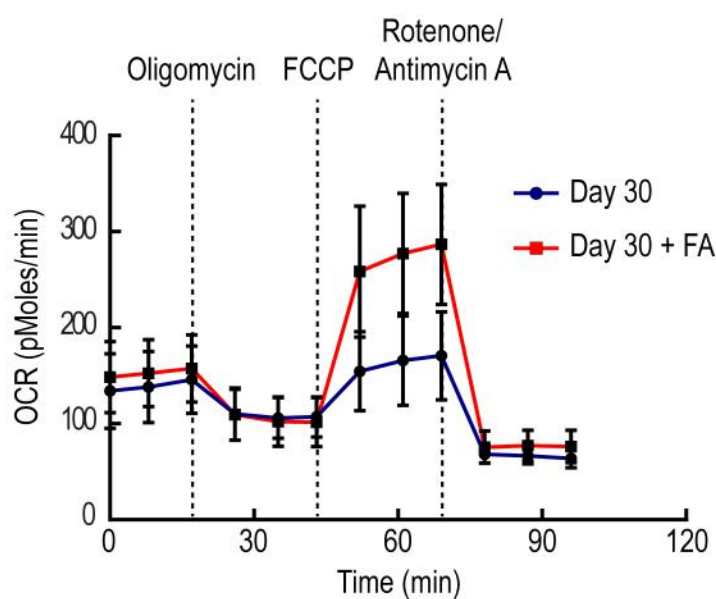 Rotenone/
Oligomycin FCCP Antimycin A
400
300
200
100
0
OCR (pMoles/min)
Day 30
Day 30 + FA
0 30 60 90 120
Time (min)